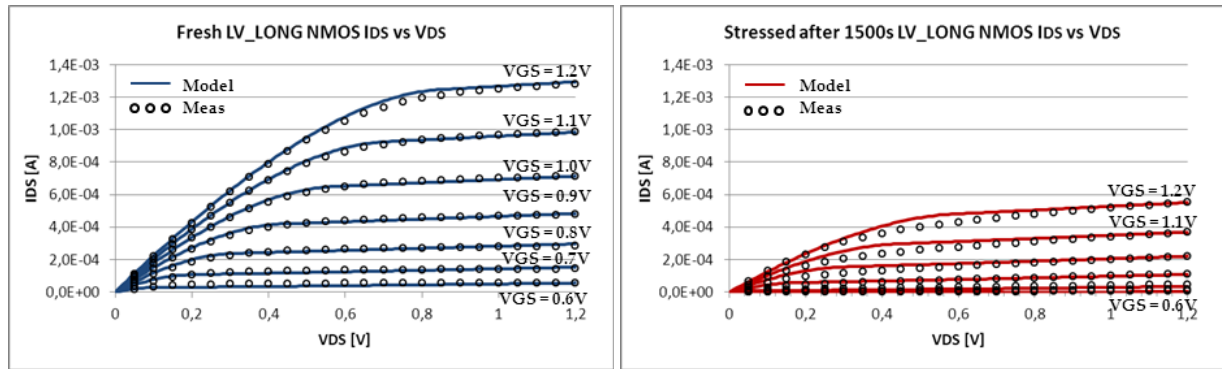 Fresh LV_LONG NMOS IDS vs VDS
1,4E-03
1,2E-03
1,0E-03
8,0E-04
6,0E-04
4,0E-04
2,0E-04
0,0E+00
IDS [A]
Model
Meas
VGS = 1.2V
VGS = 1.1V
VGS = 1.0V
VGS = 0.9V
VGS = 0.8V
VGS = 0.7V
VGS = 0.6V
0 0,2 0,4 0,6 0,8 1 1,2
VDS [V]
Stressed after 1500s LV_LONG NMOS IDS vs VDS
1,4E-03
1,2E-03
1,0E-03
8,0E-04
6,0E-04
4,0E-04
2,0E-04
0,0E+00
IDS [A]
Model
Meas
VGS = 1.2V
VGS = 1.1V
VGS = 0.6V
0 0,2 0,4 0,6 0,8 1 1,2
VDS [V]